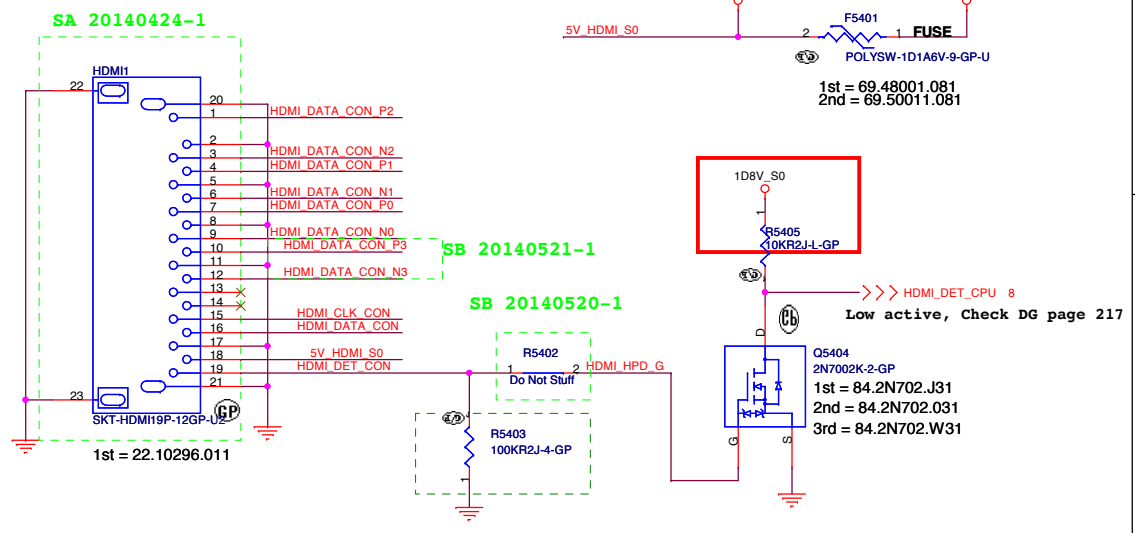 SA 20140424-1
HDMI1
22
20
1
HDMI_DATA_CON_P2
2
3
HDMI_DATA_CON_N2
4
HDMI_DATA_CON_P1
5
6
HDMI_DATA_CON_N1
7
HDMI_DATA_CON_P0
8
9
HDMI_DATA_CON_N0
10
HDMI_DATA_CON_P3
11
12
HDMI_DATA_CON_N3
13
14
15
HDMI_CLK_CON
16
HDMI_DATA_CON
17
18
5V_HDMI_S0
19
HDMI_DET_CON
21
23
SKT-HDMI19P-12GP-U2
GP
1st = 22.10296.011
SB 20140521-1
SB 20140520-1
R5402
1
2
Do Not Stuff
HDMI_HPD_G
R5403
100KR2J-4-GP
1
5V_HDMI_S0
F5401
2
1
FUSE
POLYSW-1D1A6V-9-GP-U
1st = 69.48001.081
2nd = 69.50011.081
1D8V_S0
1
R5405
10KR2J-L-GP
HDMI_DET_CPU 8
Low active, Check DG page 217
D
Q5404
2N7002K-2-GP
1st = 84.2N702.J31
2nd = 84.2N702.031
3rd = 84.2N702.W31
G
S